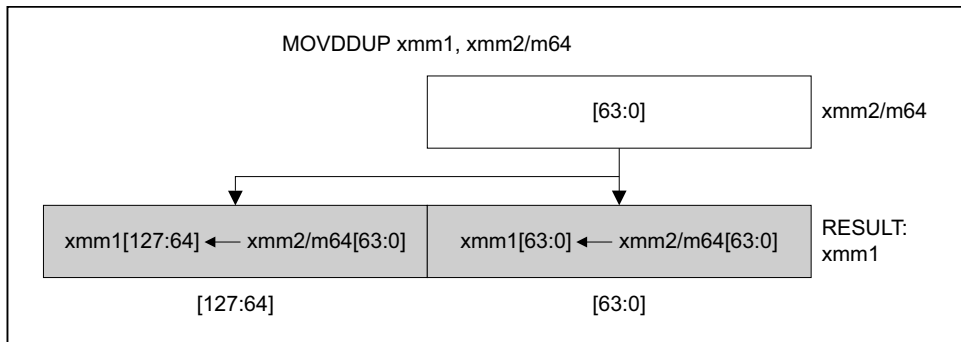 MOVDDUP xmm1, xmm2/m64
[63:0]
xmm2/m64
xmm1[127:64] ← xmm2/m64[63:0]
xmm1[63:0] ← xmm2/m64[63:0]
RESULT:
xmm1
[127:64]
[63:0]